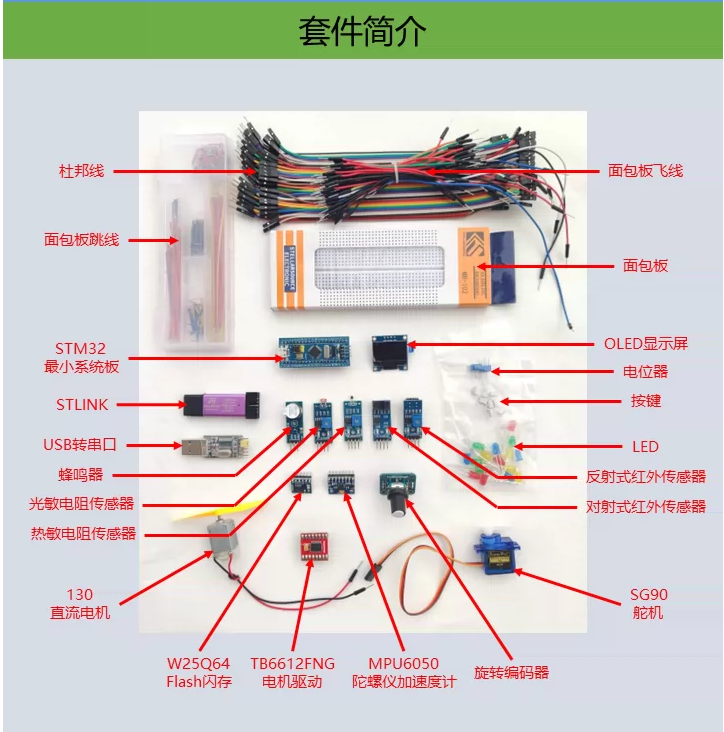 套件简介
杜邦线
面包板飞线
面包板跳线
面包板
STM32
最小系统板
OLED显示屏
电位器
STLINK
按键
USB转串口
LED
蜂鸣器
反射式红外传感器
光敏电阻传感器
对射式红外传感器
热敏电阻传感器
130
直流电机
SG90
舵机
W25Q64
Flash闪存
TB6612FNG
电机驱动
MPU6050
陀螺仪加速度计
旋转编码器